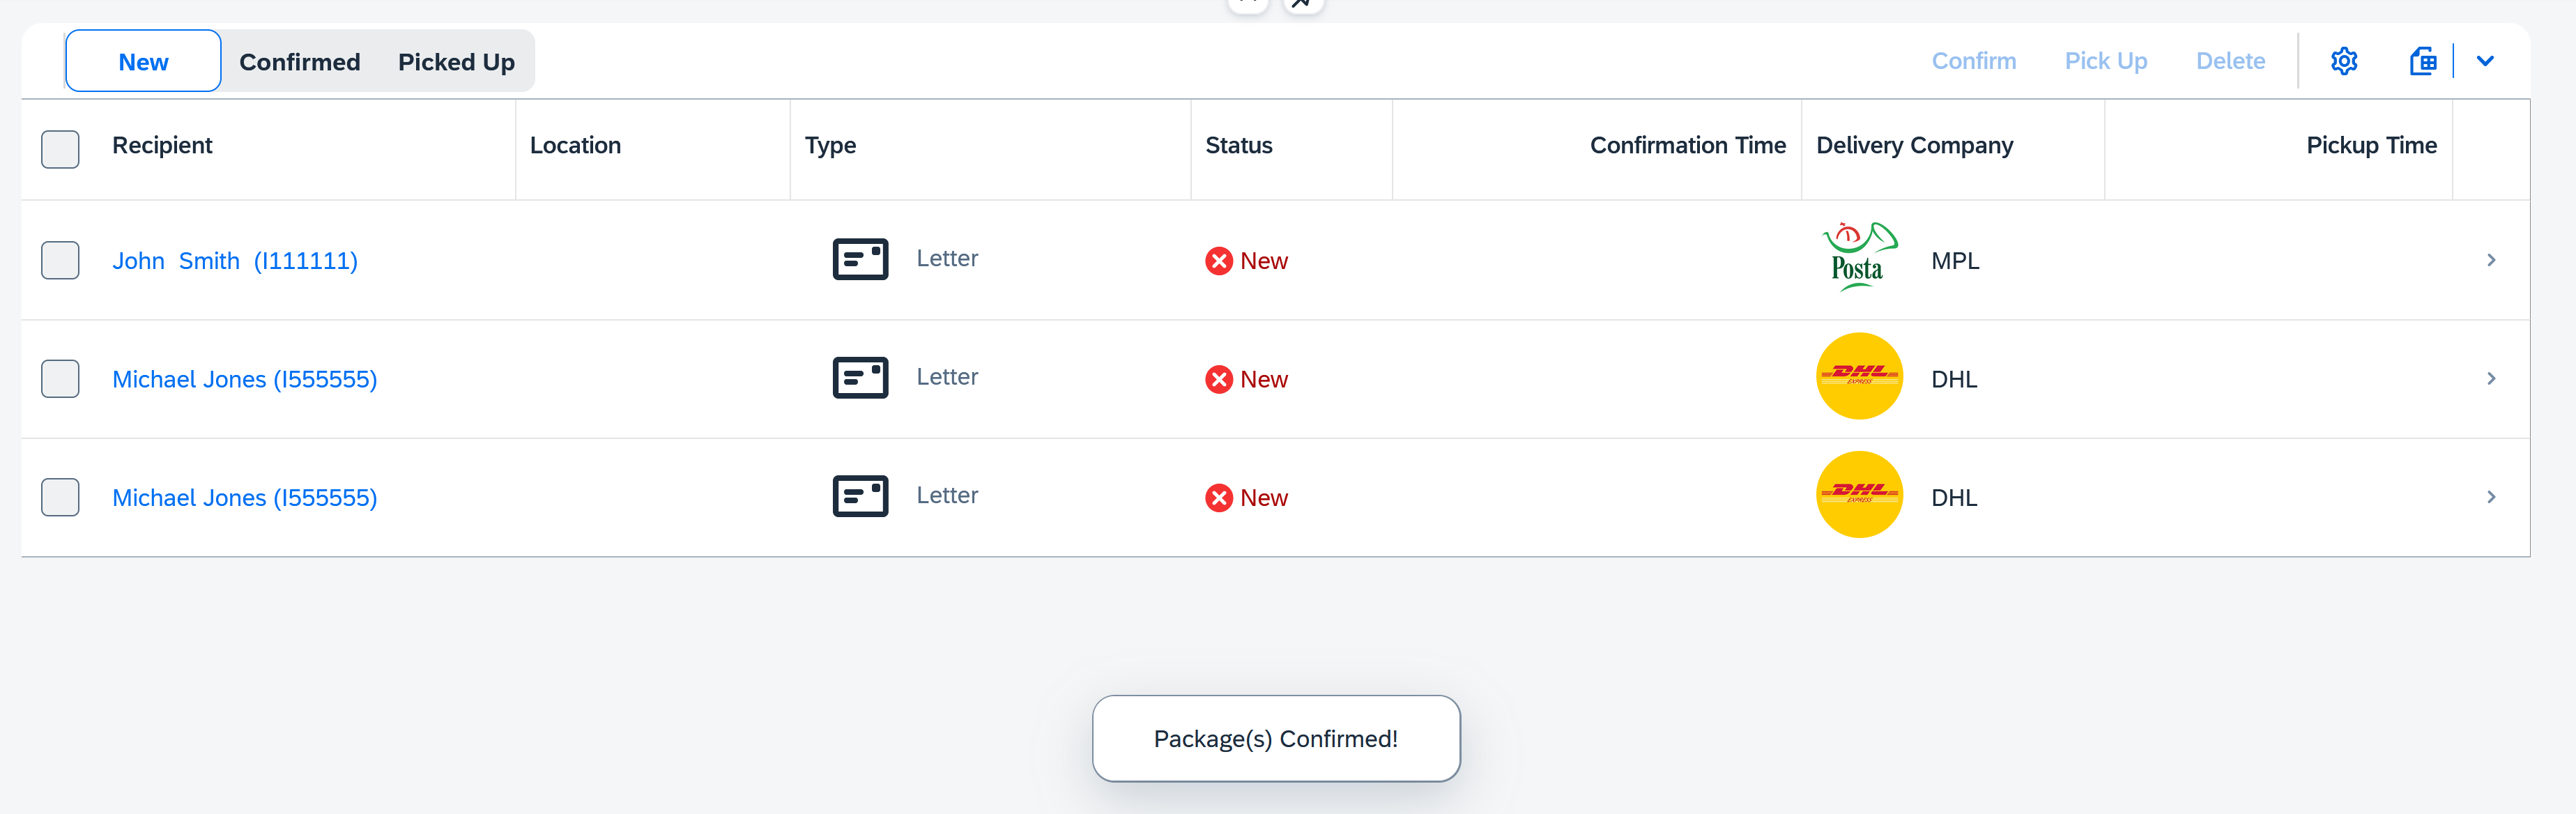 New Confirmed Picked Up Confirm Pick Up Delete
Recipient Location Type Status Confirmation Time Delivery Company Pickup Time
John Smith (I111111) Letter New Posta MPL
Michael Jones (I555555) Letter New DHL EXPRESS DHL
Michael Jones (I555555) Letter New DHL EXPRESS DHL
Package(s) Confirmed!